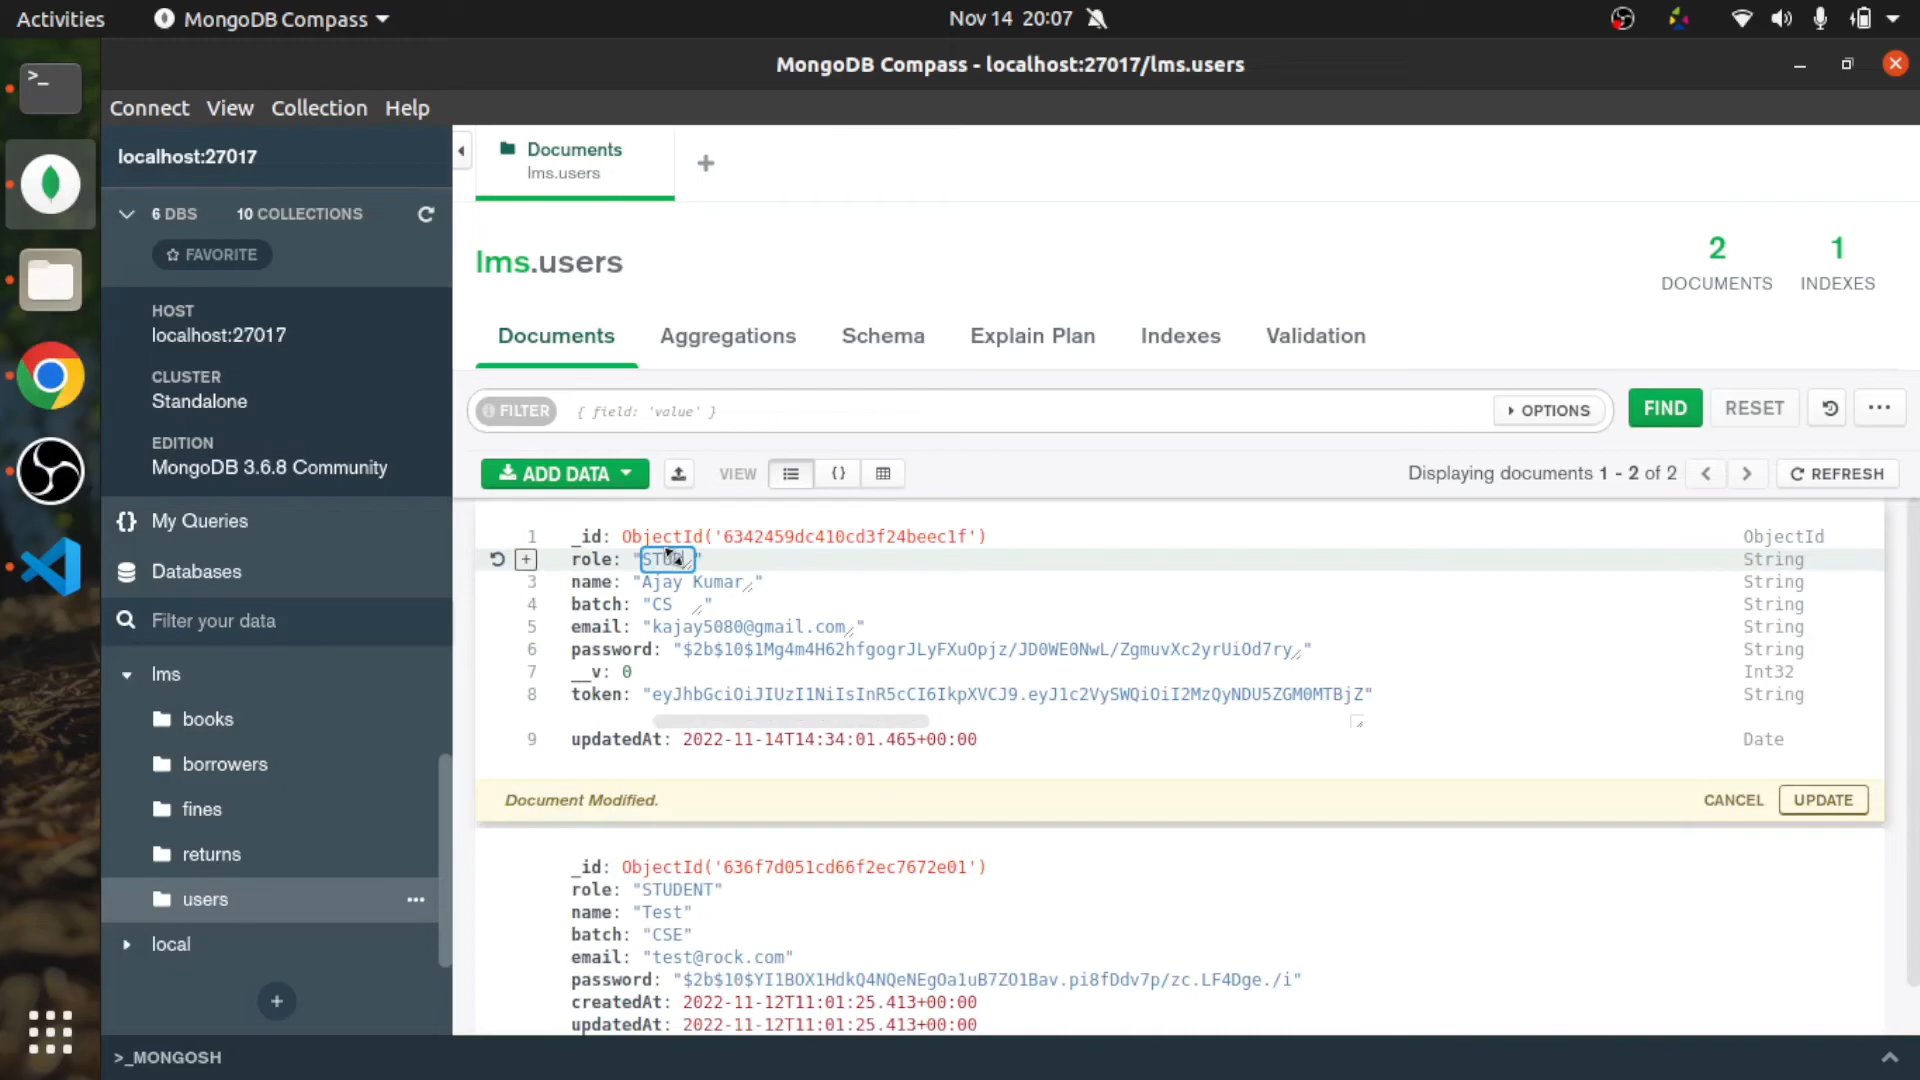 Activities
MongoDB Compass
Nov 14 20:07
MongoDB Compass - localhost:27017/lms.users
Connect View Collection Help
localhost:27017
6 DBS 10 COLLECTIONS
FAVORITE
HOST
localhost:27017
CLUSTER
Standalone
EDITION
MongoDB 3.6.8 Community
{} My Queries
Databases
Filter your data
lms
books
borrowers
fines
returns
users
local
+
>_MONGOSH
Documents
lms.users
lms.users
2
DOCUMENTS
1
INDEXES
Documents Aggregations Schema Explain Plan Indexes Validation
FILTER { field: 'value' } OPTIONS FIND RESET
ADD DATA VIEW {} Displaying documents 1 - 2 of 2 REFRESH
1 _id: ObjectId('6342459dc410cd3f24beec1f') ObjectId
role: " " String
3 name: "Ajay Kumar" String
4 batch: "CS " String
5 email: "kajay5080@gmail.com" String
6 password: "$2b$10$1Mg4m4H62hfgogrJLyFXuOpjz/JD0WE0NwL/ZgmuvXc2yrUiOd7ry" String
7 __v: 0 Int32
8 token: "eyJhbGciOiJIUzI1NiIsInR5cCI6IkpXVCJ9.eyJ1c2VySWQiOiI2MzQyNDU5ZGM0MTBjZ" String
9 updatedAt: 2022-11-14T14:34:01.465+00:00 Date
Document Modified. CANCEL UPDATE
_id: ObjectId('636f7d051cd66f2ec7672e01')
role: "STUDENT"
name: "Test"
batch: "CSE"
email: "test@rock.com"
password: "$2b$10$YI1BOX1HdkQ4NQeNEgOa1uB7ZO1Bav.pi8fDdv7p/zc.LF4Dge./i"
createdAt: 2022-11-12T11:01:25.413+00:00
updatedAt: 2022-11-12T11:01:25.413+00:00